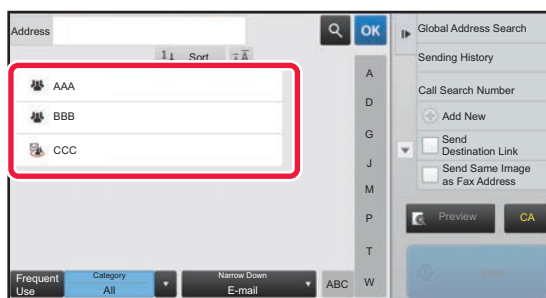 Address
OK
Global Address Search
Sort
Sending History
AAA
A
Call Search Number
BBB
D
Add New
CCC
G
Send
Destination Link
J
Send Same Image
as Fax Address
M
P
Preview
CA
T
Start
Frequent
Use
Category
All
Narrow Down
E-mail
ABC
W